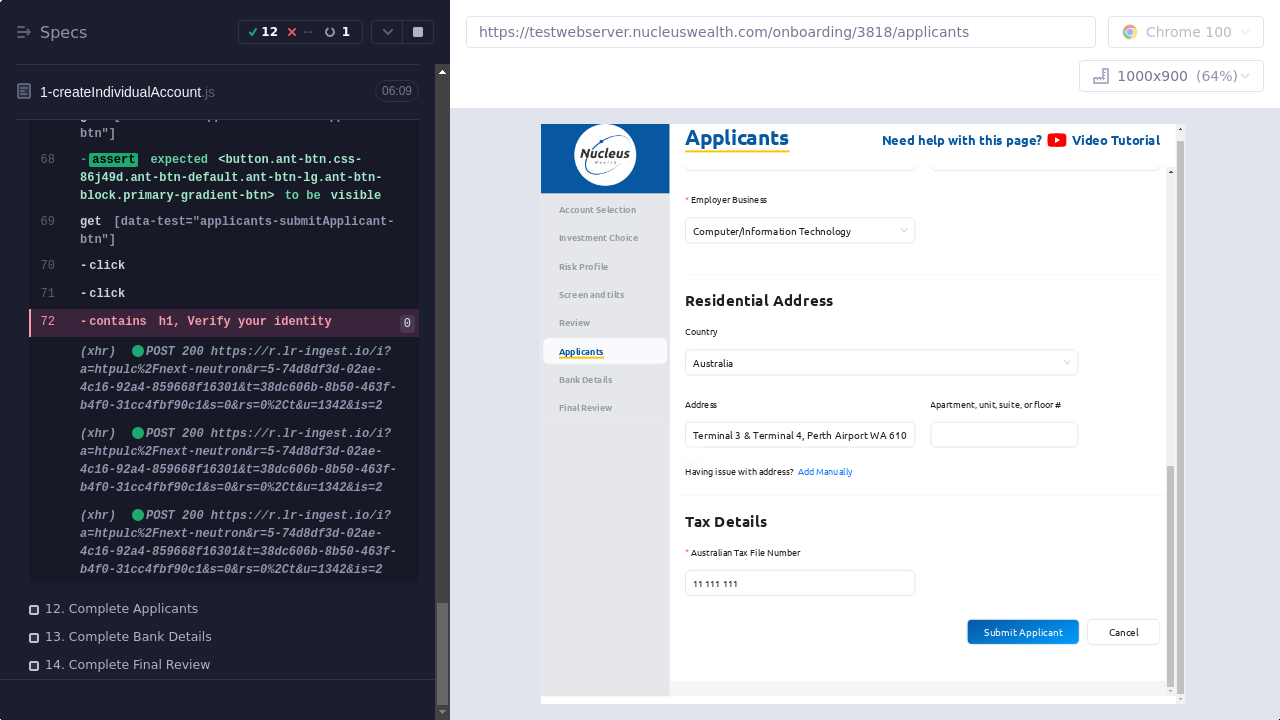 Specs
12 -- 1
1-createIndividualAccount.js 06:09
btn"]
68 -assert expected <button.ant-btn.css-
86j49d.ant-btn-default.ant-btn-lg.ant-btn-
block.primary-gradient-btn> to be visible
69 get [data-test="applicants-submitApplicant-
btn"]
70 -click
71 -click
72 -contains h1, Verify your identity 0
(xhr) POST 200 https://r.lr-ingest.io/i?
a=htpulc%2Fnext-neutron&r=5-74d8df3d-02ae-
4c16-92a4-859668f16301&t=38dc606b-8b50-463f-
b4f0-31cc4fbf90c1&s=0&rs=0%2Ct&u=1342&is=2
(xhr) POST 200 https://r.lr-ingest.io/i?
a=htpulc%2Fnext-neutron&r=5-74d8df3d-02ae-
4c16-92a4-859668f16301&t=38dc606b-8b50-463f-
b4f0-31cc4fbf90c1&s=0&rs=0%2Ct&u=1342&is=2
(xhr) POST 200 https://r.lr-ingest.io/i?
a=htpulc%2Fnext-neutron&r=5-74d8df3d-02ae-
4c16-92a4-859668f16301&t=38dc606b-8b50-463f-
b4f0-31cc4fbf90c1&s=0&rs=0%2Ct&u=1342&is=2
12. Complete Applicants
13. Complete Bank Details
14. Complete Final Review
https://testwebserver.nucleuswealth.com/onboarding/3818/applicants
Chrome 100
1000x900 (64%)
Nucleus
Wealth
Account Selection
Investment Choice
Risk Profile
Screen and tilts
Review
Applicants
Bank Details
Final Review
Applicants
Need help with this page? Video Tutorial
* Employer Business
Computer/Information Technology
Residential Address
Country
Australia
Address
Apartment, unit, suite, or floor #
Terminal 3 & Terminal 4, Perth Airport WA 610
Having issue with address? Add Manually
Tax Details
* Australian Tax File Number
11 111 111
Submit Applicant
Cancel